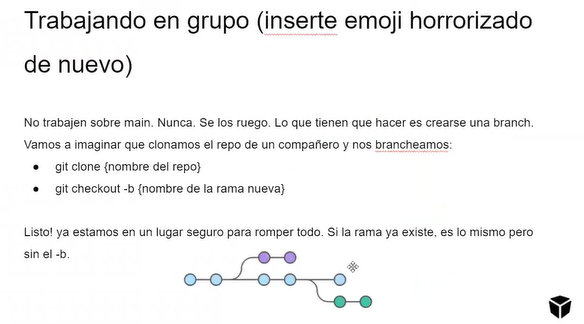 Trabajando en grupo (inserte emoji horrorizado
de nuevo)
No trabajen sobre main. Nunca. Se los ruego. Lo que tienen que hacer es crearse una branch.
Vamos a imaginar que clonamos el repo de un compañero y nos brancheamos:
● git clone {nombre del repo}
● git checkout -b {nombre de la rama nueva}
Listo! ya estamos en un lugar seguro para romper todo. Si la rama ya existe, es lo mismo pero
sin el -b.